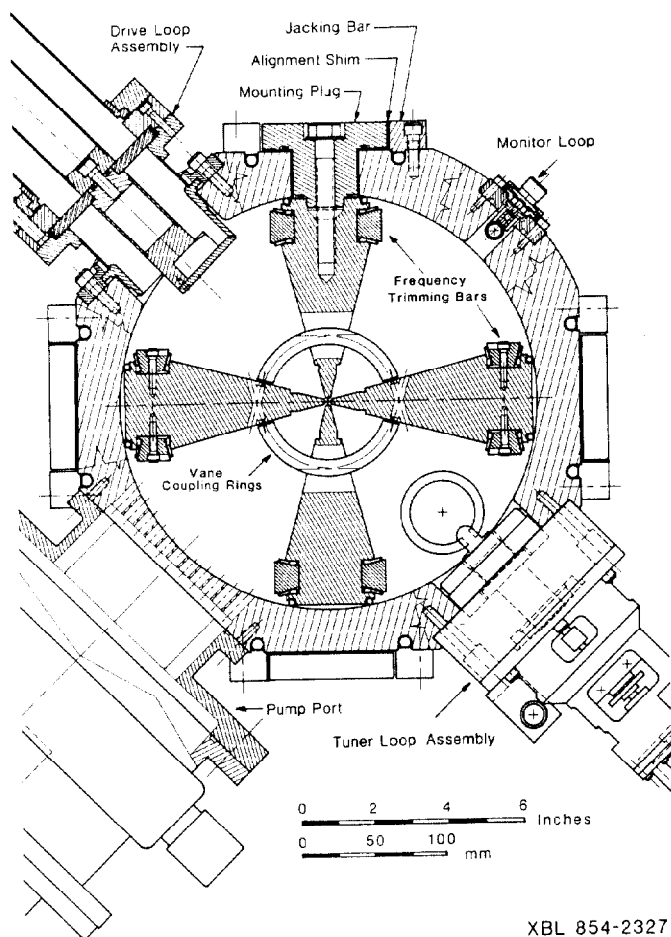 Drive Loop
Assembly
Jacking Bar
Alignment Shim
Mounting Plug
Monitor Loop
Frequency
Trimming Bars
Vane
Coupling Rings
Pump Port
Tuner Loop Assembly
0 2 4 6
Inches
0 50 100
mm
XBL 854-2327